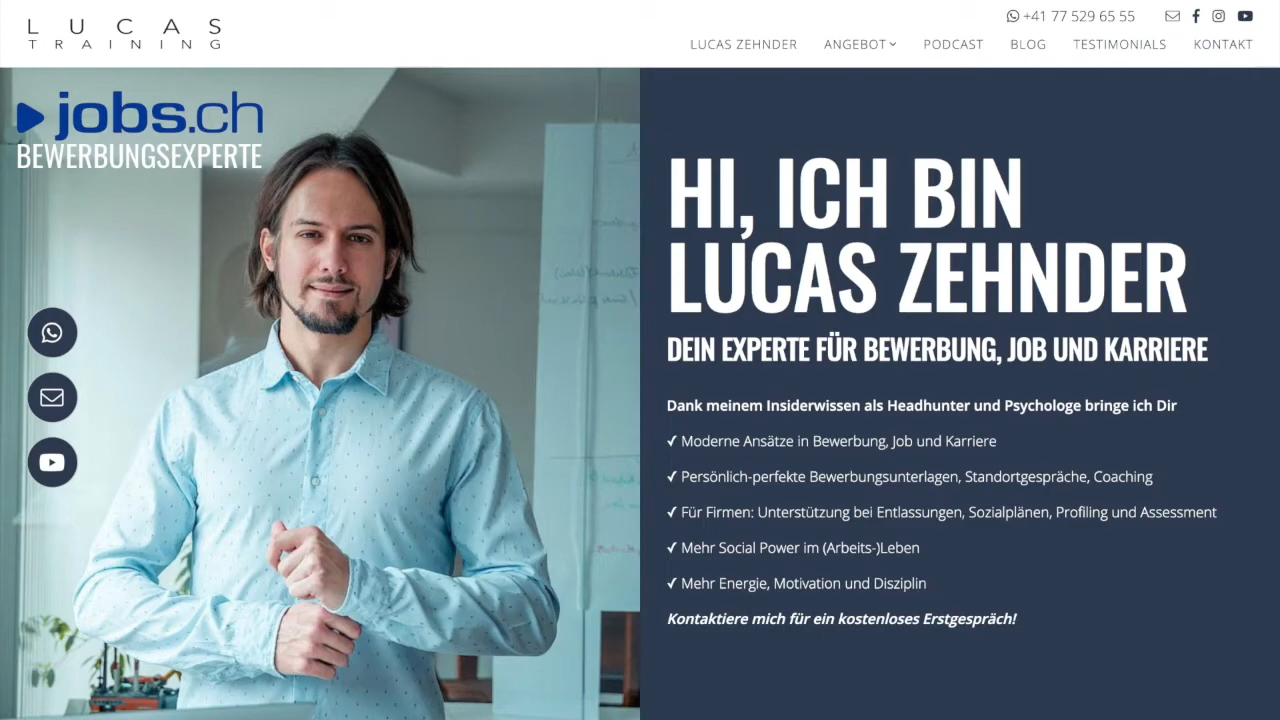 LUCAS
TRAINING
+41 77 529 65 55
LUCAS ZEHNDER ANGEBOT PODCAST BLOG TESTIMONIALS KONTAKT
jobs.ch
BEWERBUNGSEXPERTE
HI, ICH BIN
LUCAS ZEHNDER
DEIN EXPERTE FÜR BEWERBUNG, JOB UND KARRIERE
Dank meinem Insiderwissen als Headhunter und Psychologe bringe ich Dir
✔ Moderne Ansätze in Bewerbung, Job und Karriere
✔ Persönlich-perfekte Bewerbungsunterlagen, Standortgespräche, Coaching
✔ Für Firmen: Unterstützung bei Entlassungen, Sozialplänen, Profiling und Assessment
✔ Mehr Social Power im (Arbeits-)Leben
✔ Mehr Energie, Motivation und Disziplin
Kontaktiere mich für ein kostenloses Erstgespräch!